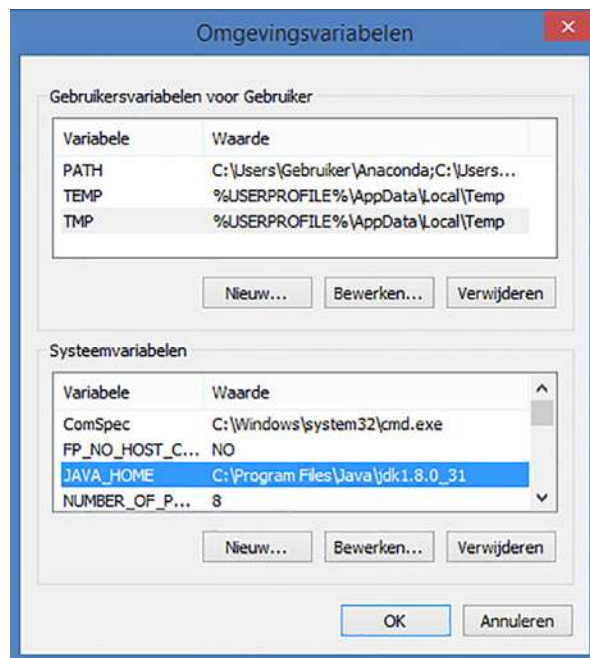 Omgevingsvariabelen
Gebruikersvariabelen voor Gebruiker
Variabele Waarde
PATH C:\Users\Gebruiker\Anaconda;C:\Users...
TEMP %USERPROFILE%\AppData\Local\Temp
TMP %USERPROFILE%\AppData\Local\Temp
Nieuw... Bewerken... Verwijderen
Systeemvariabelen
Variabele Waarde
ComSpec C:\Windows\system32\cmd.exe
FP_NO_HOST_C... NO
JAVA_HOME C:\Program Files\Java\jdk1.8.0_31
NUMBER_OF_P... 8
Nieuw... Bewerken... Verwijderen
OK Annuleren